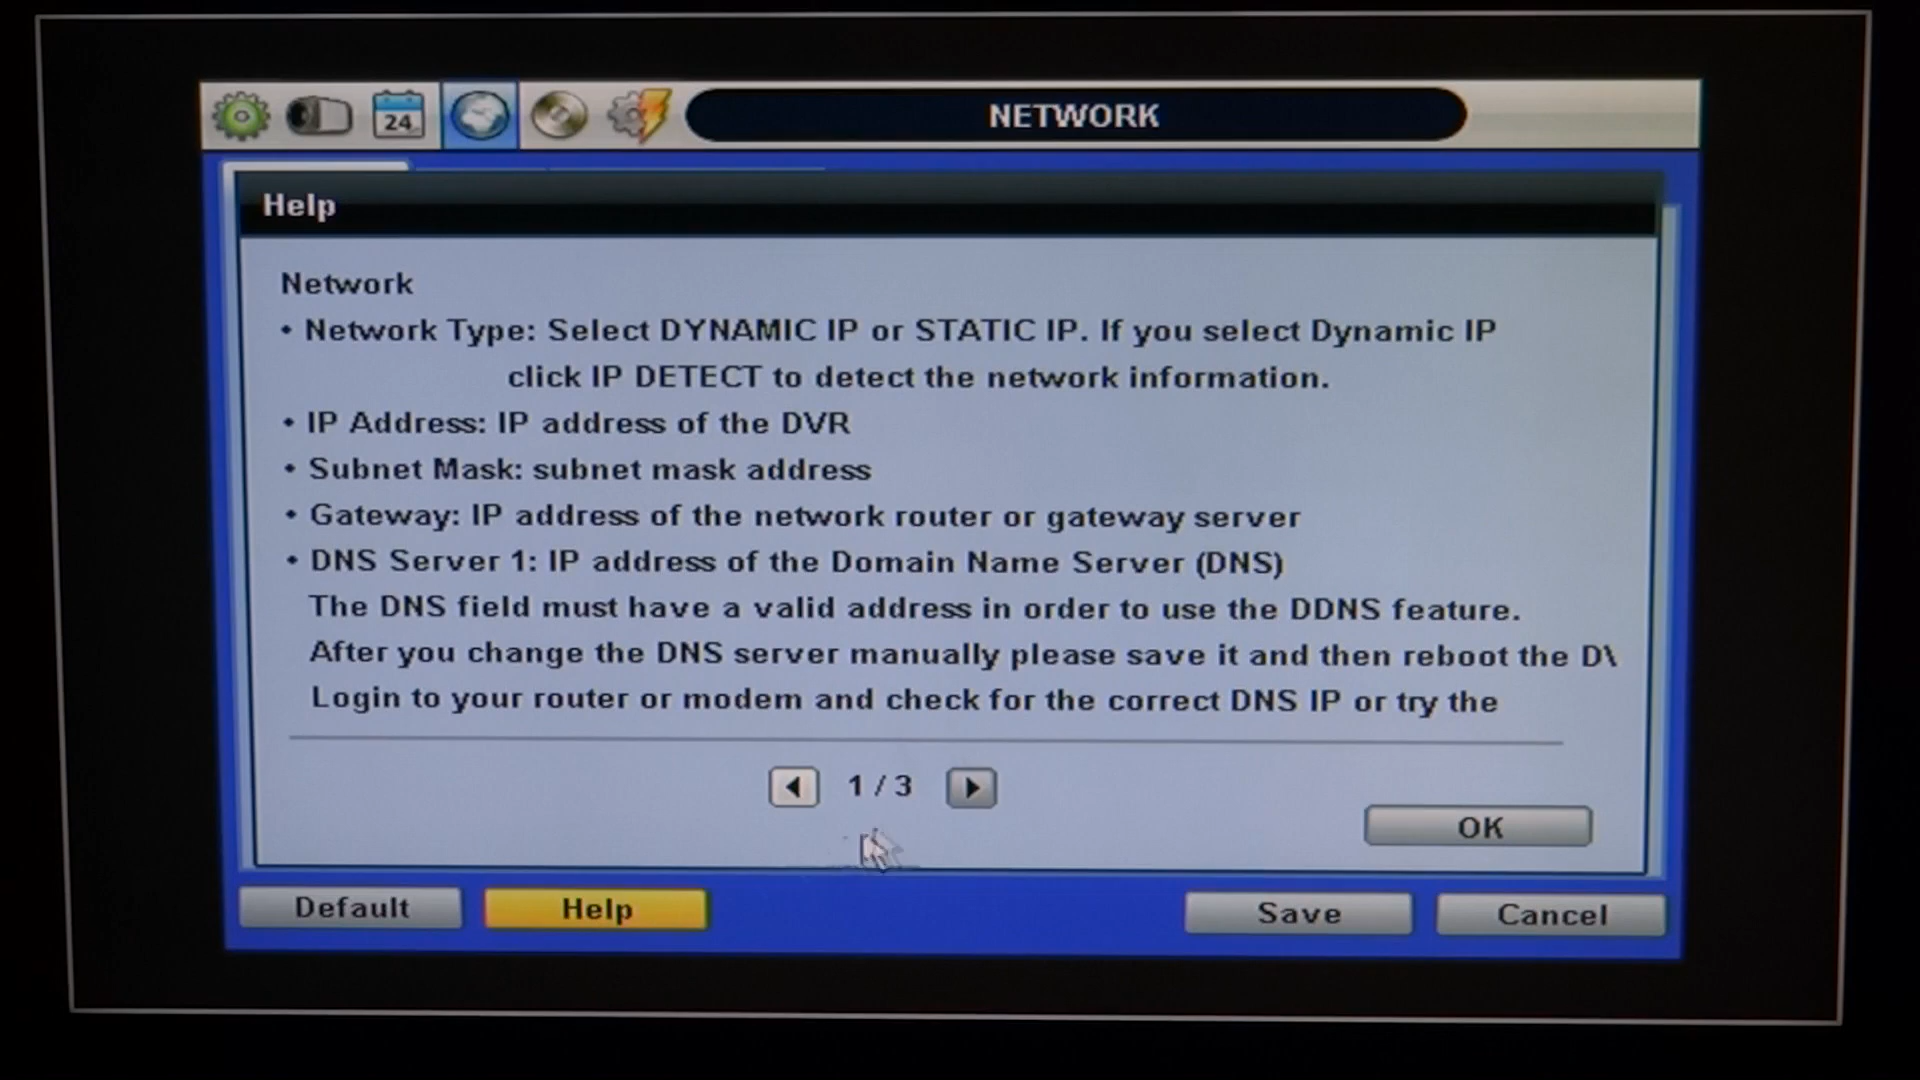 24
NETWORK
Help
Network
• Network Type: Select DYNAMIC IP or STATIC IP. If you select Dynamic IP
click IP DETECT to detect the network information.
• IP Address: IP address of the DVR
• Subnet Mask: subnet mask address
• Gateway: IP address of the network router or gateway server
• DNS Server 1: IP address of the Domain Name Server (DNS)
The DNS field must have a valid address in order to use the DDNS feature.
After you change the DNS server manually please save it and then reboot the
Login to your router or modem and check for the correct DNS IP or try the
1 / 3
OK
Default
Help
Save
Cancel